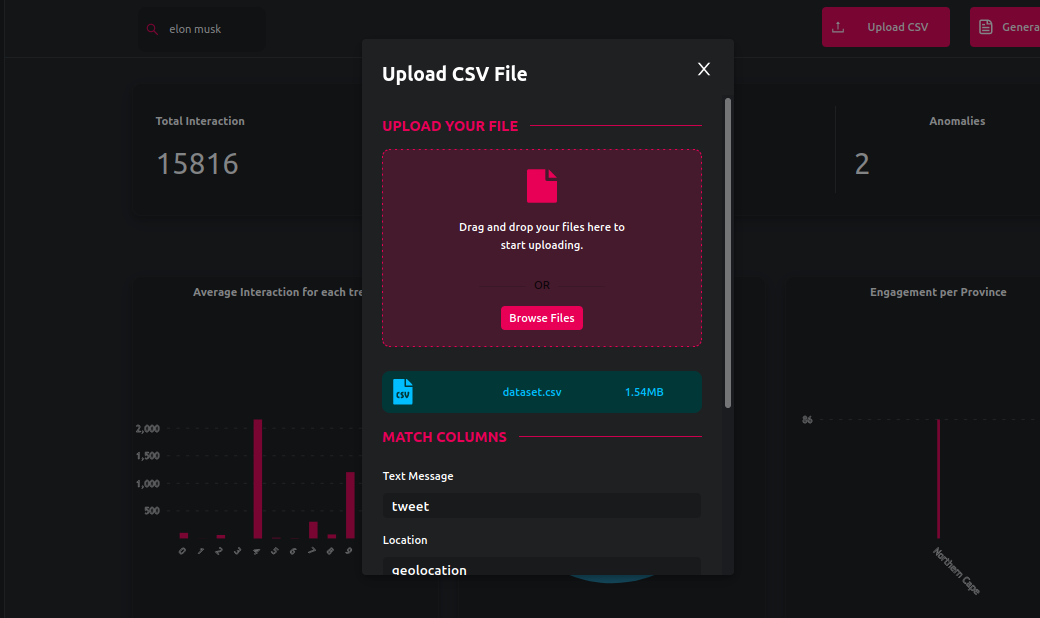 elon musk
Upload CSV
Genera
Upload CSV File
X
UPLOAD YOUR FILE
Total Interaction
Anomalies
15816
2
Drag and drop your files here to
start uploading.
OR
Browse Files
Average Interaction for each tre
Engagement per Province
CSV
dataset.csv 1.54MB
MATCH COLUMNS
Text Message
tweet
Location
geolocation
2,000
1,500
1,000
500
0 1 2 3 4 5 6 7 8 9
86
Northern Cape